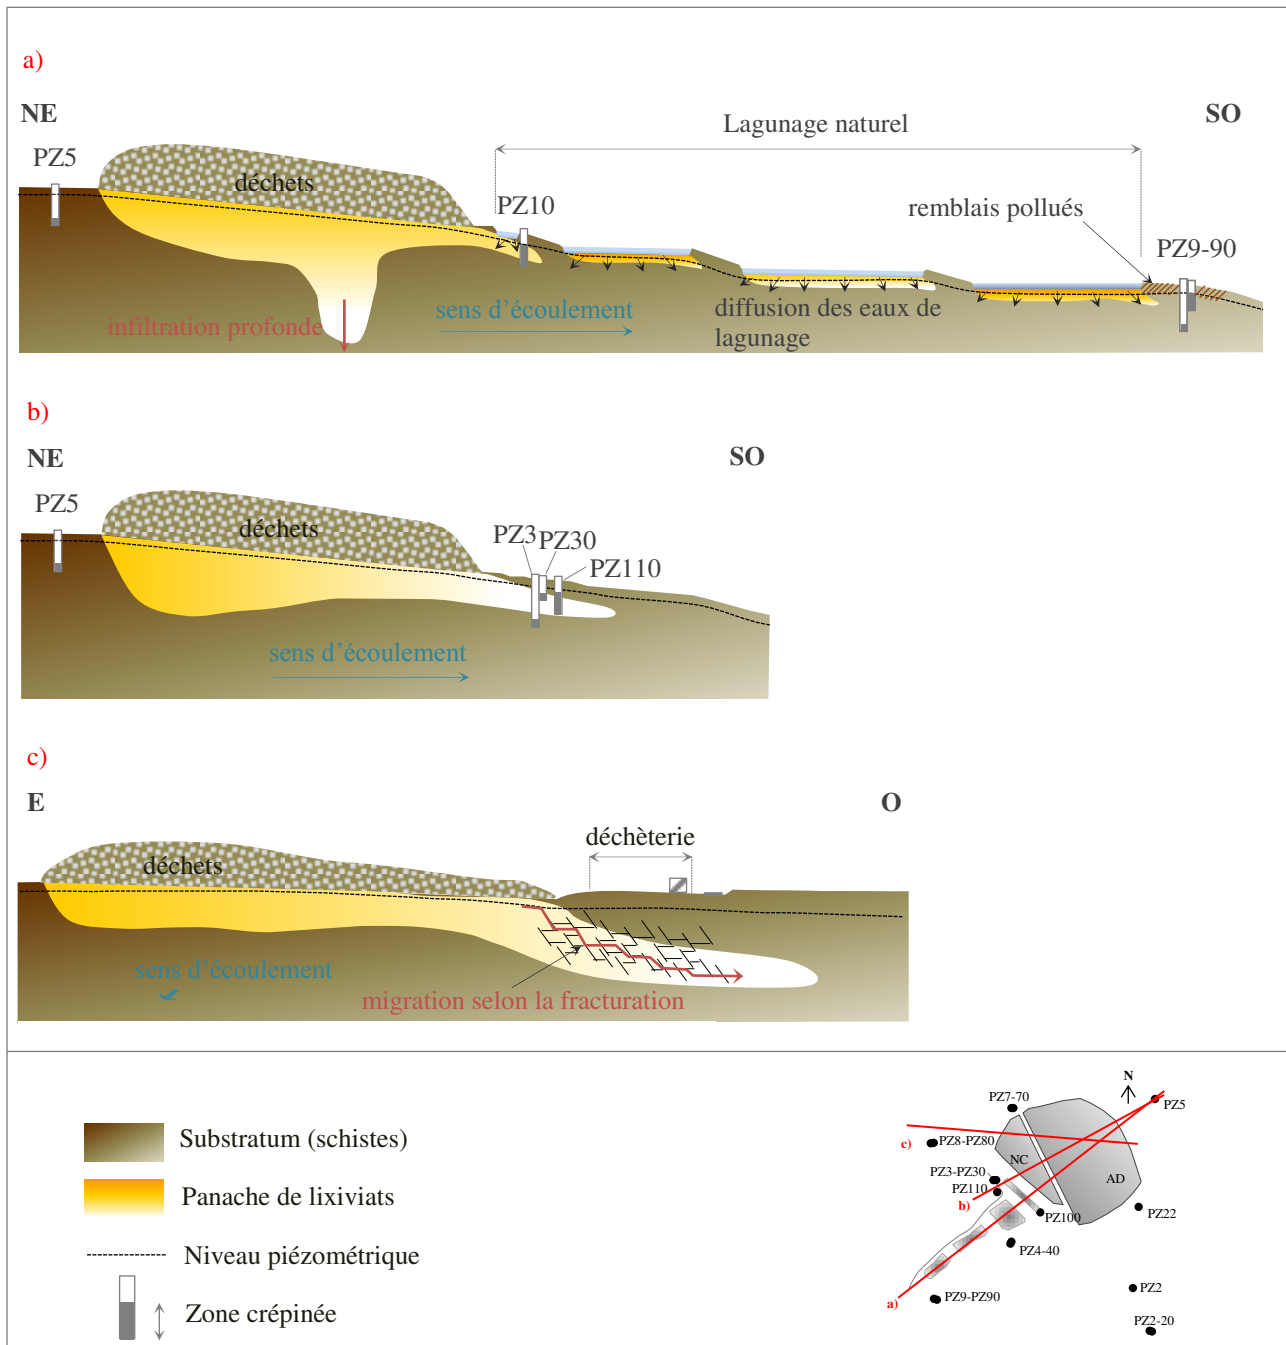 a)
NE
SO
Lagunage naturel
PZ5
déchets
PZ10
remblais pollués
PZ9-90
infiltration profonde
sens d'écoulement
diffusion des eaux de
lagunage
b)
NE
SO
PZ5
déchets
PZ3
PZ30
PZ110
sens d'écoulement
c)
E
O
déchèterie
déchets
sens d'écoulement
migration selon la fracturation
Substratum (schistes)
Panache de lixiviats
Niveau piézométrique
Zone crépinée
N
PZ7-70
PZ5
c)
PZ8-PZ80
NC
PZ3-PZ30
AD
PZ110
b)
PZ100
PZ22
PZ4-40
PZ2
a)
PZ9-PZ90
PZ2-20